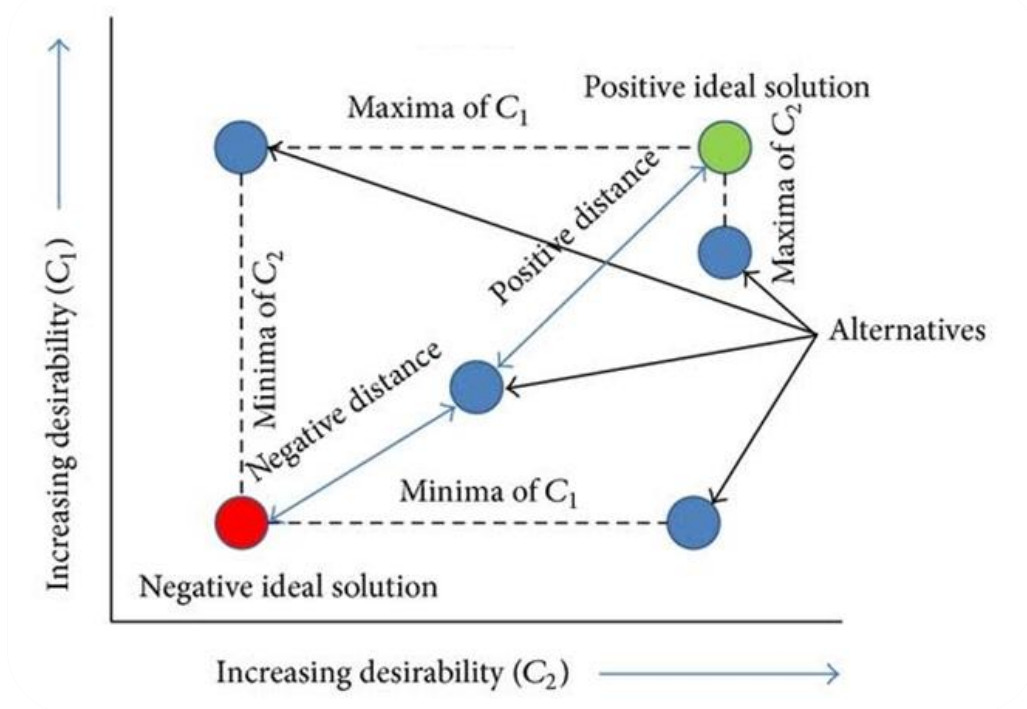 Positive ideal solution
Maxima of C₁
Maxima of C₂
Positive distance
Increasing desirability (C₁)
Minima of C₂
Alternatives
Negative distance
Minima of C₁
Negative ideal solution
Increasing desirability (C₂)